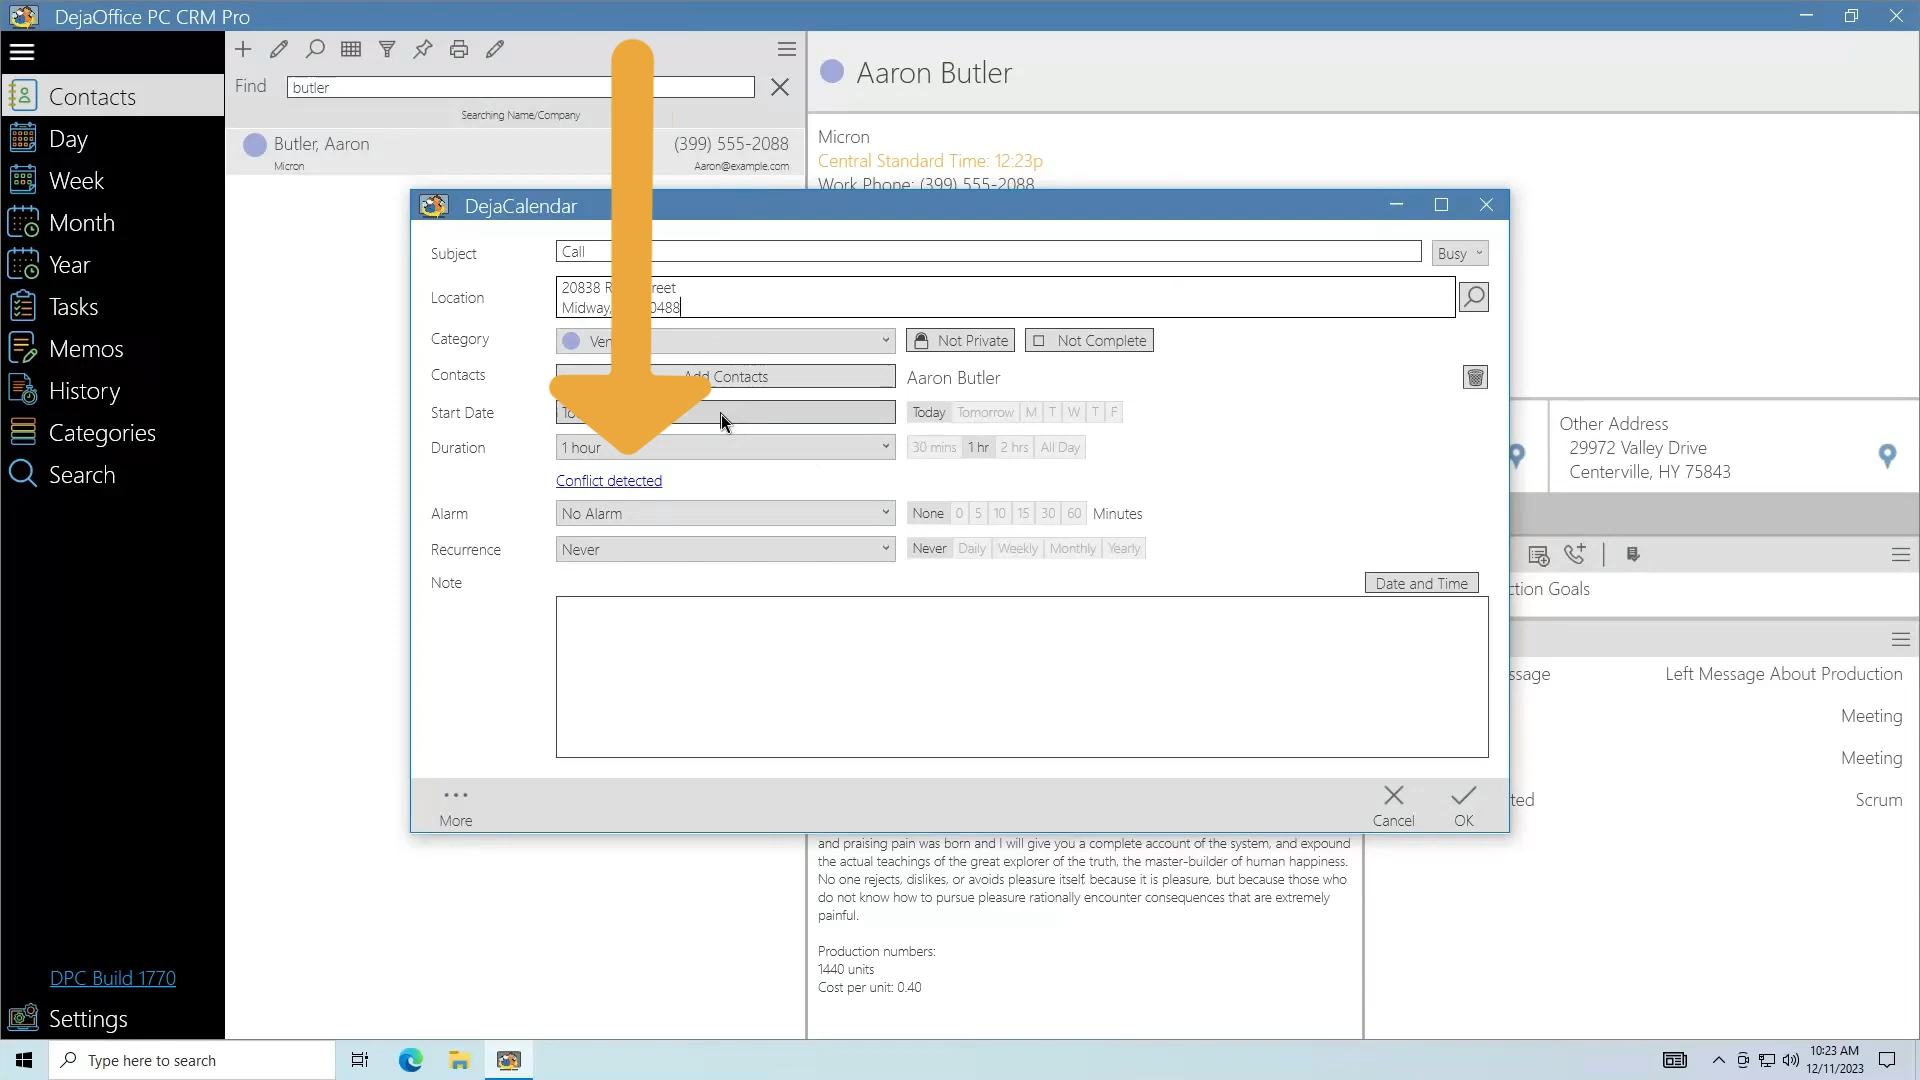 DejaOffice PC CRM Pro
Contacts
Day
Week
Month
Year
Tasks
Memos
History
Categories
Search
DPC Build 1770
Settings
Find
butler
Searching Name/Company
Butler, Aaron
(399) 555-2088
Micron
Aaron@example.com
Aaron Butler
Micron
Central Standard Time: 12:23p
Work Phone: (399) 555-2088
DejaCalendar
Subject
Call
Busy
Location
20838 R
reet
Midway,
0488
Category
Ven
Not Private
Not Complete
Contacts
Add Contacts
Aaron Butler
Start Date
Today Tomorrow M T W T F
Duration
1 hour
30 mins 1 hr 2 hrs All Day
Conflict detected
Alarm
No Alarm
None 0 5 10 15 30 60 Minutes
Recurrence
Never
Never Daily Weekly Monthly Yearly
Note
Date and Time
More
Cancel
OK
Other Address
29972 Valley Drive
Centerville, HY 75843
ction Goals
ssage
Left Message About Production
Meeting
Meeting
ted
Scrum
and praising pain was born and I will give you a complete account of the system, and expound
the actual teachings of the great explorer of the truth, the master-builder of human happiness.
No one rejects, dislikes, or avoids pleasure itself, because it is pleasure, but because those who
do not know how to pursue pleasure rationally encounter consequences that are extremely
painful.
Production numbers:
1440 units
Cost per unit: 0.40
Type here to search
10:23 AM
12/11/2023